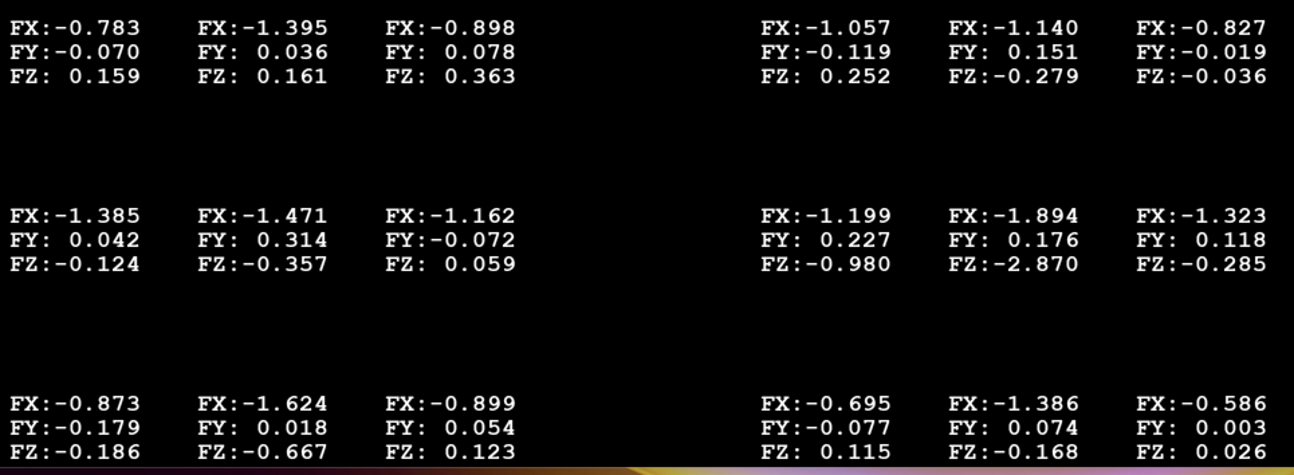 FX:-0.783 FX:-1.395 FX:-0.898 FX:-1.057 FX:-1.140 FX:-0.827
FY:-0.070 FY: 0.036 FY: 0.078 FY:-0.119 FY: 0.151 FY:-0.019
FZ: 0.159 FZ: 0.161 FZ: 0.363 FZ: 0.252 FZ:-0.279 FZ:-0.036
FX:-1.385 FX:-1.471 FX:-1.162 FX:-1.199 FX:-1.894 FX:-1.323
FY: 0.042 FY: 0.314 FY:-0.072 FY: 0.227 FY: 0.176 FY: 0.118
FZ:-0.124 FZ:-0.357 FZ: 0.059 FZ:-0.980 FZ:-2.870 FZ:-0.285
FX:-0.873 FX:-1.624 FX:-0.899 FX:-0.695 FX:-1.386 FX:-0.586
FY:-0.179 FY: 0.018 FY: 0.054 FY:-0.077 FY: 0.074 FY: 0.003
FZ:-0.186 FZ:-0.667 FZ: 0.123 FZ: 0.115 FZ:-0.168 FZ: 0.026